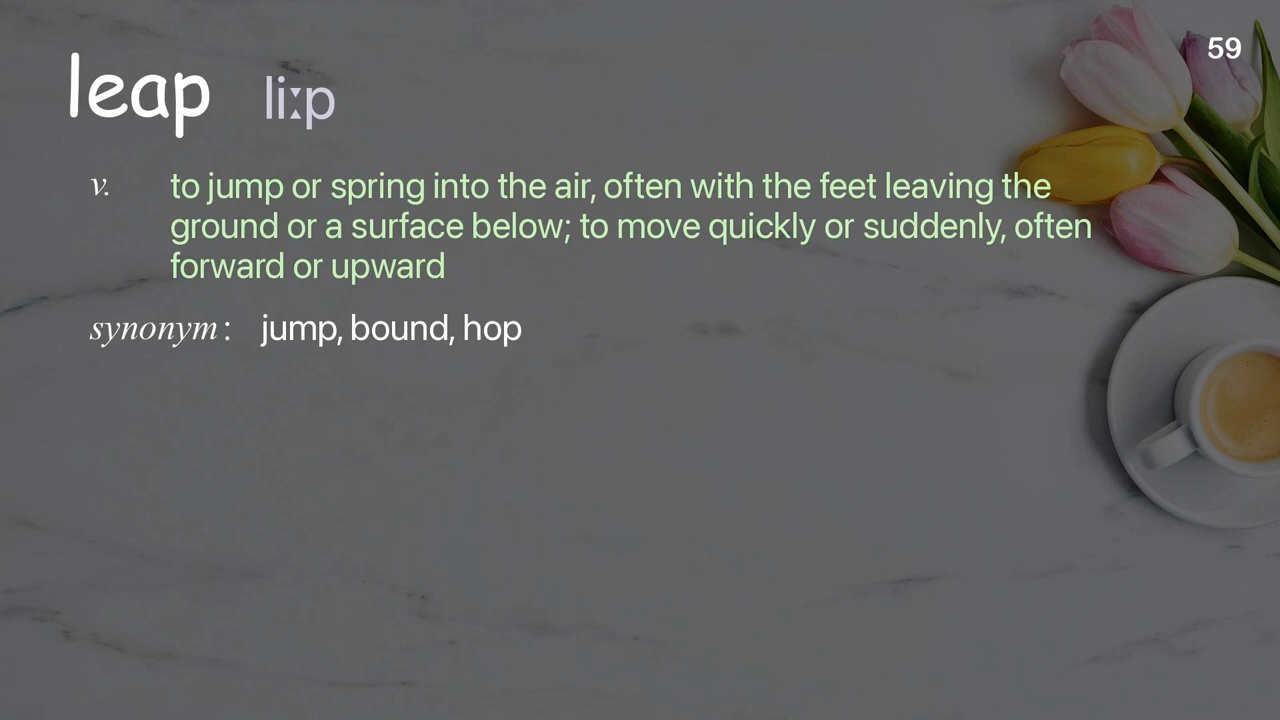 59
leap liːp
v. to jump or spring into the air, often with the feet leaving the
ground or a surface below; to move quickly or suddenly, often
forward or upward
synonym : jump, bound, hop